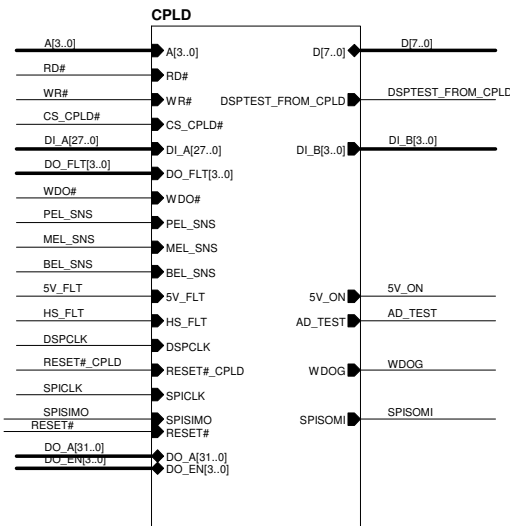 CPLD
A[3..0] A[3..0] D[7..0] D[7..0]
RD# RD#
WR# WR# DSPTEST_FROM_CPLD DSPTEST_FROM_CPLD
CS_CPLD# CS_CPLD#
DI_A[27..0] DI_A[27..0] DI_B[3..0] DI_B[3..0]
DO_FLT[3..0] DO_FLT[3..0]
WDO# WDO#
PEL_SNS PEL_SNS
MEL_SNS MEL_SNS
BEL_SNS BEL_SNS
5V_FLT 5V_FLT 5V_ON 5V_ON
HS_FLT HS_FLT AD_TEST AD_TEST
DSPCLK DSPCLK
RESET#_CPLD RESET#_CPLD WDOG WDOG
SPICLK SPICLK
SPISIMO SPISIMO SPISOMI SPISOMI
RESET# RESET#
DO_A[31..0] DO_A[31..0]
DO_EN[3..0] DO_EN[3..0]